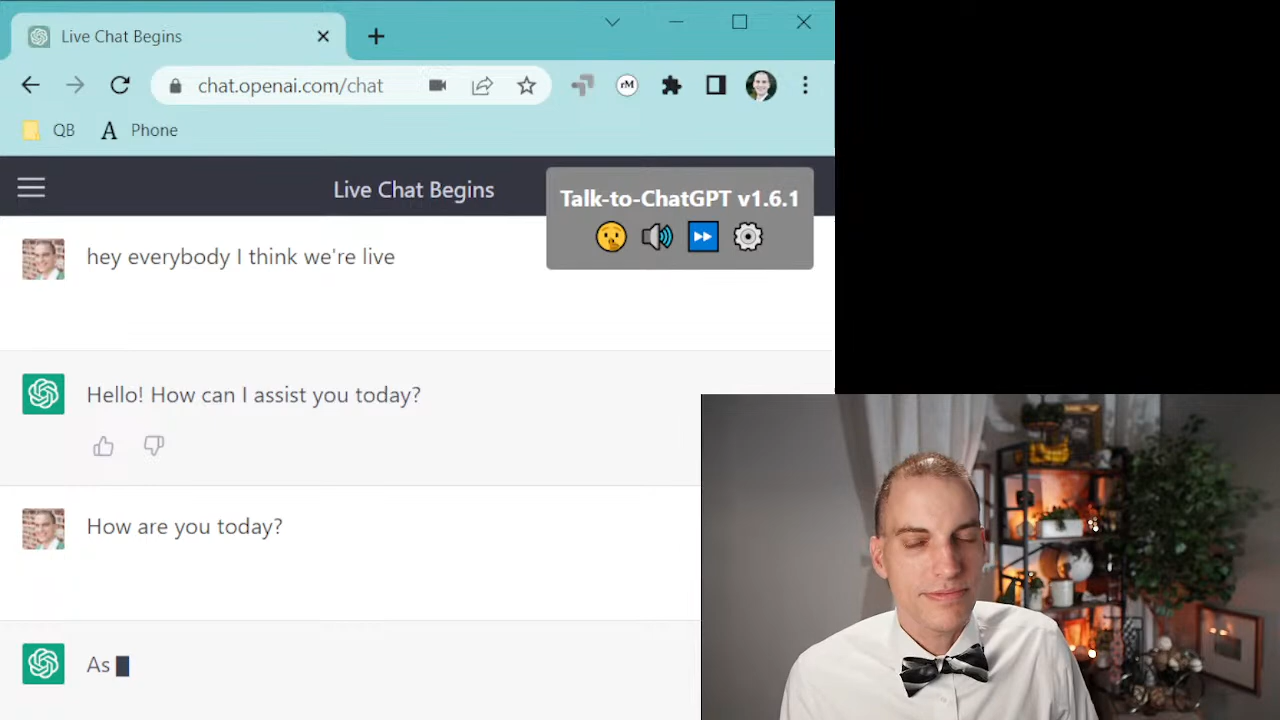 Live Chat Begins
chat.openai.com/chat
rM
QB
A Phone
Live Chat Begins
Talk-to-ChatGPT v1.6.1
hey everybody I think we're live
Hello! How can I assist you today?
How are you today?
As